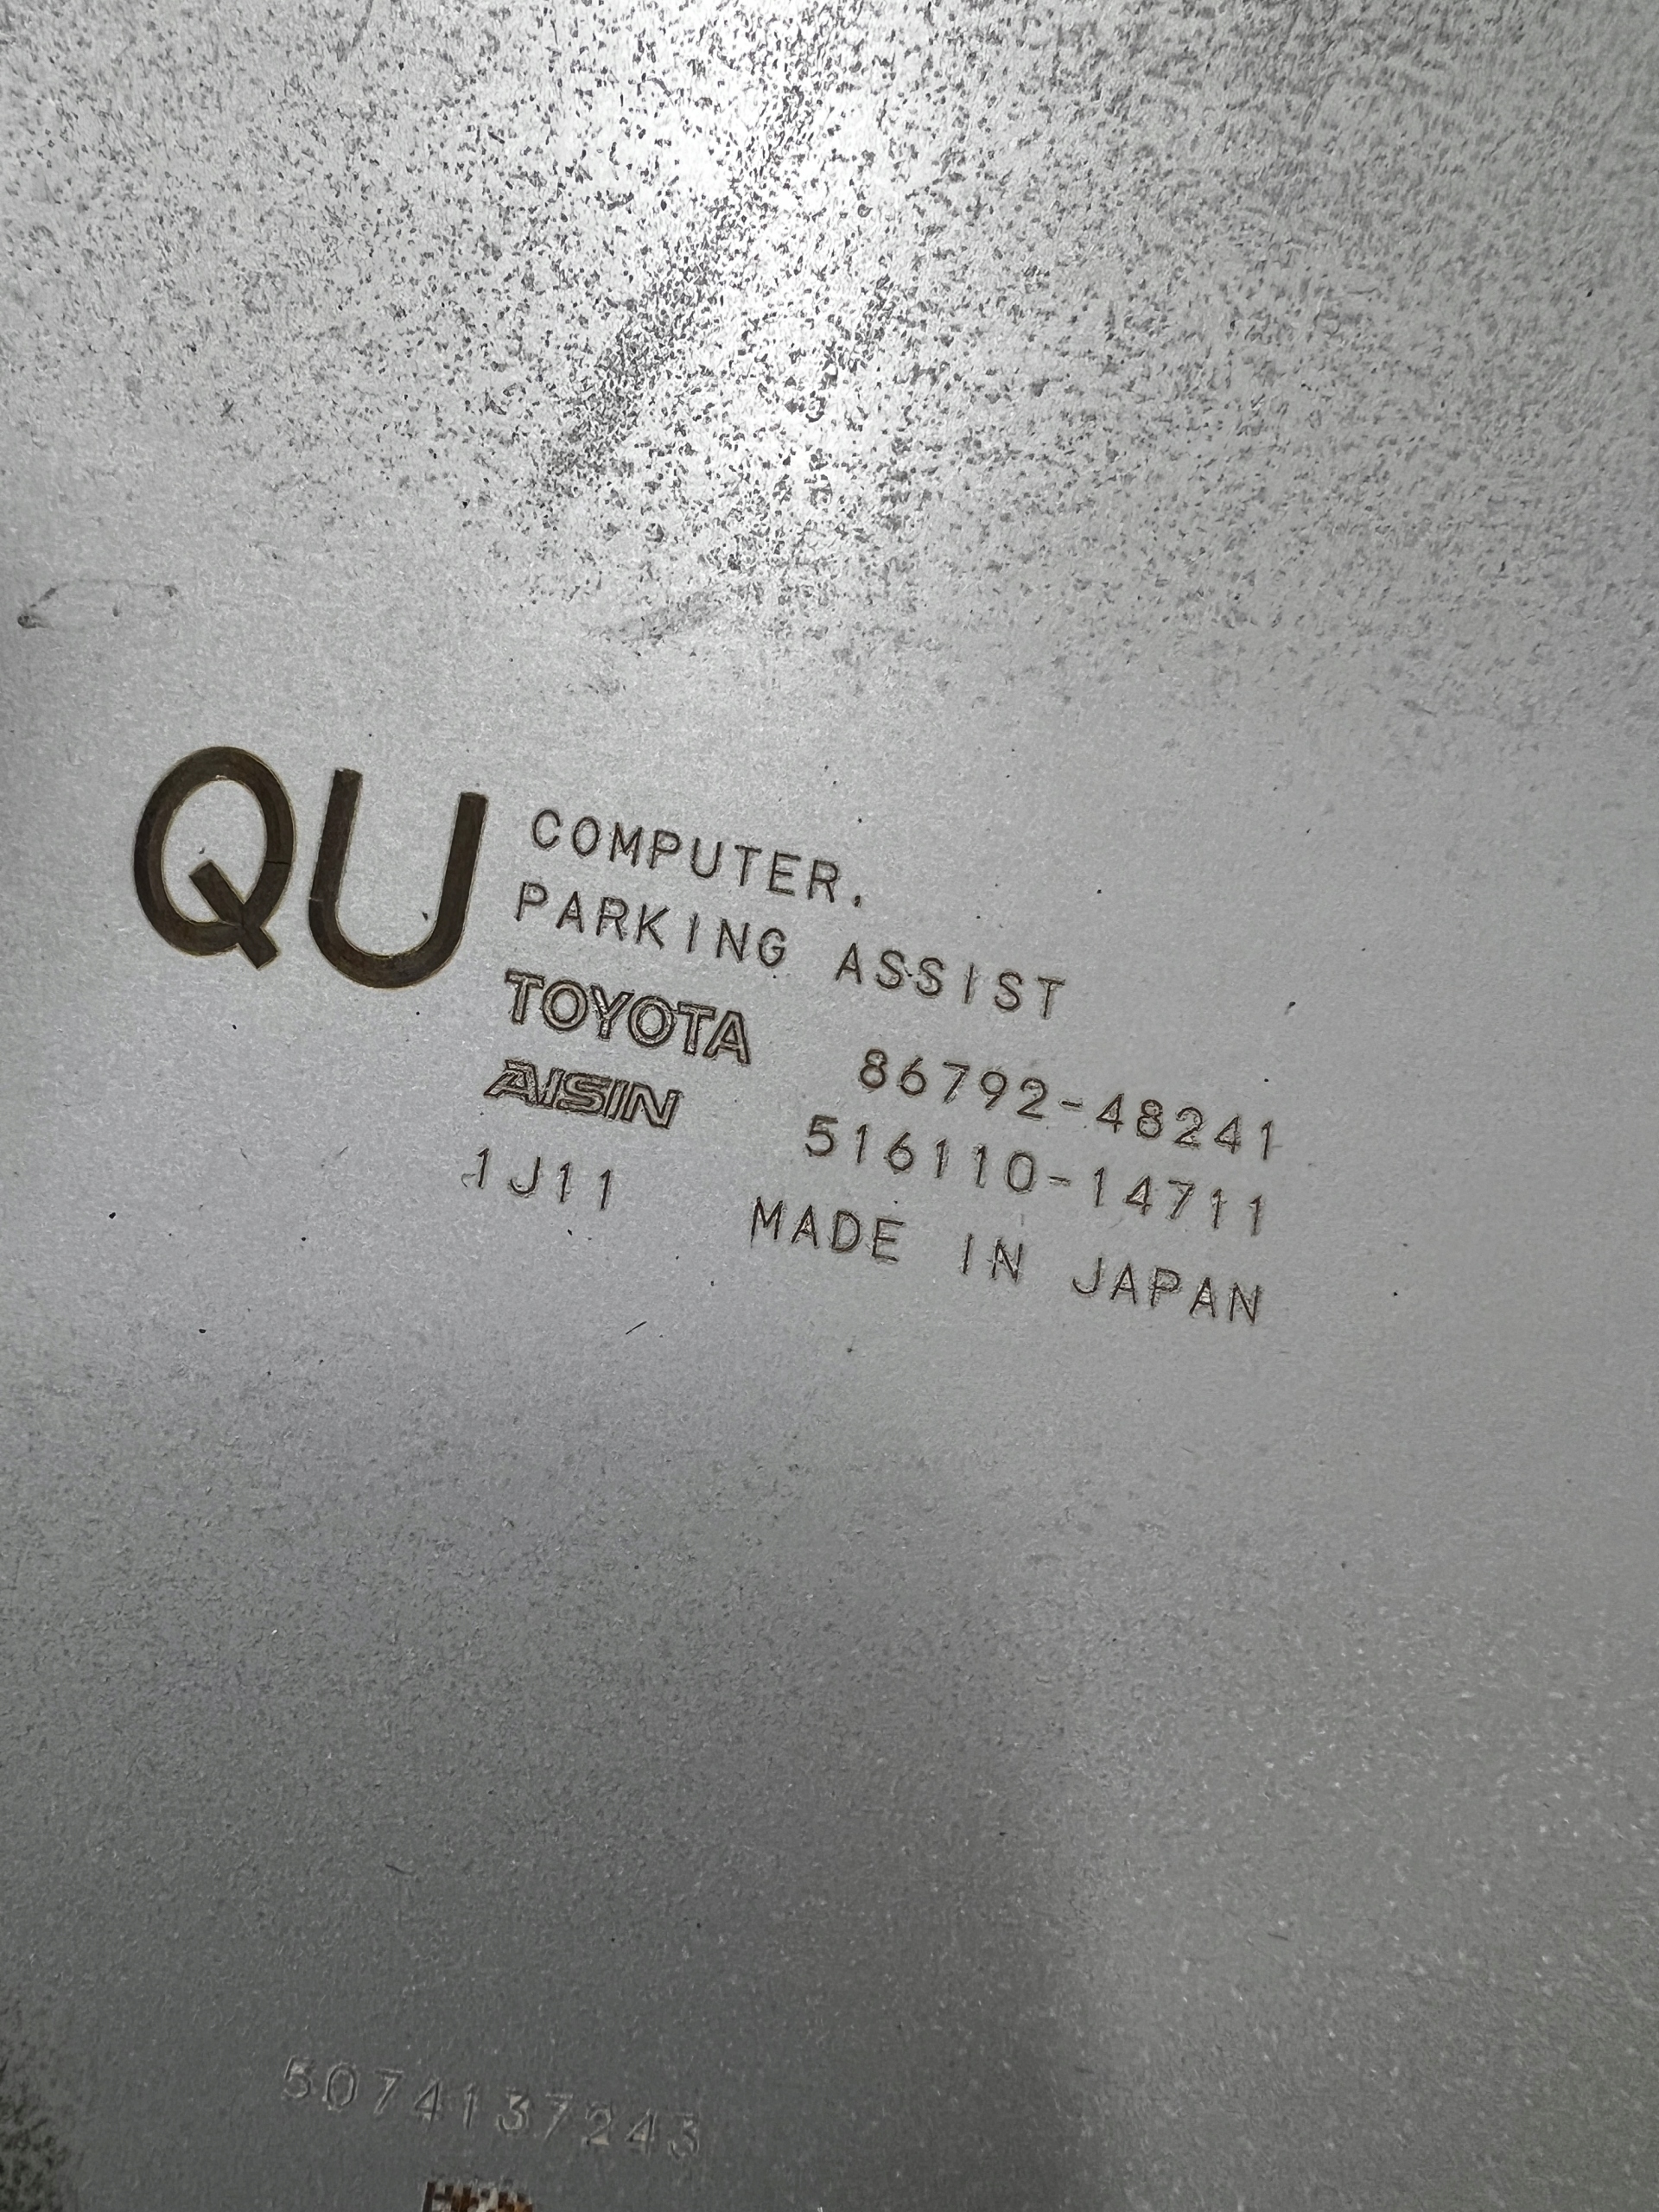 QU
COMPUTER.
PARKING ASSIST
TOYOTA 86792-48241
AISIN 516110-14711
1J11 MADE IN JAPAN
5074137243